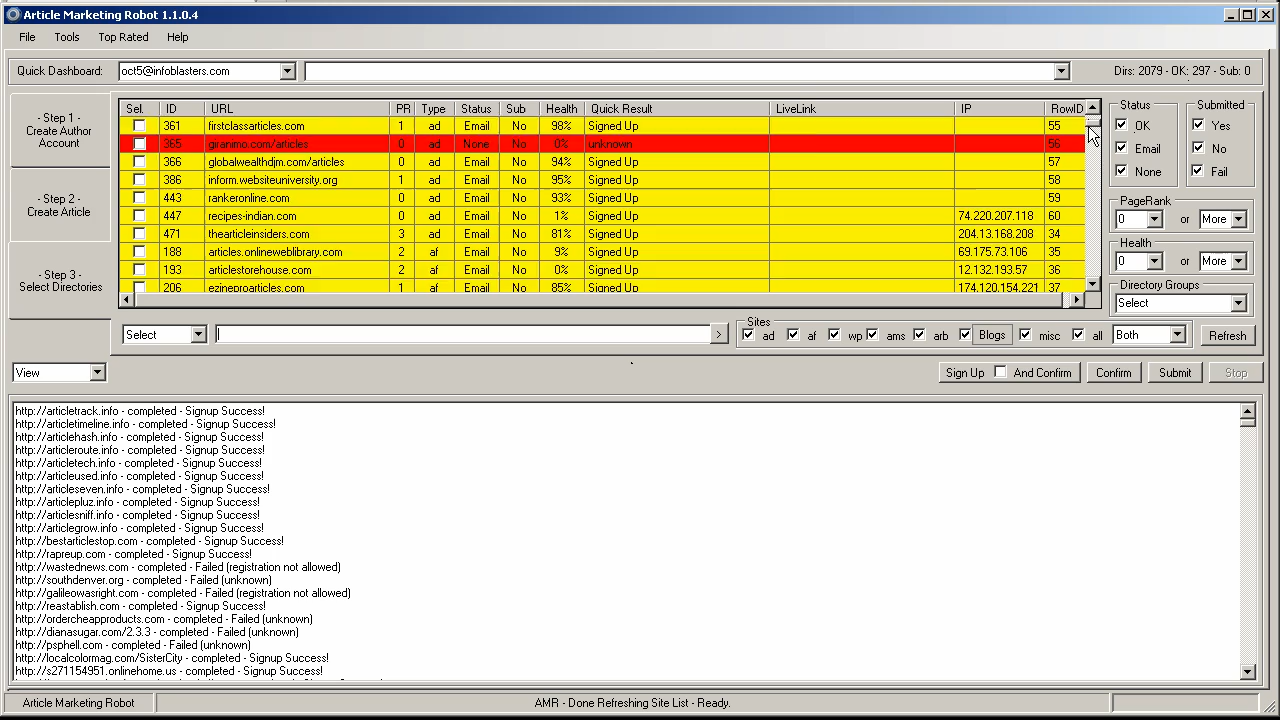 Article Marketing Robot 1.1.0.4
File Tools Top Rated Help
Quick Dashboard: oct5@infoblasters.com Dirs: 2079 - OK: 297 - Sub: 0
- Step 1 -
Create Author
Account
- Step 2 -
Create Article
- Step 3 -
Select Directories
Sel. ID URL PR Type Status Sub Health Quick Result LiveLink IP RowID
361 firstclassarticles.com 1 ad Email No 98% Signed Up 55
365 giranimo.com/articles 0 ad None No 0% unknown 56
366 globalwealthdjm.com/articles 0 ad Email No 94% Signed Up 57
386 inform.websiteuniversity.org 1 ad Email No 95% Signed Up 58
443 rankeronline.com 0 ad Email No 93% Signed Up 59
447 recipes-indian.com 0 ad Email No 1% Signed Up 74.220.207.118 60
471 thearticleinsiders.com 3 ad Email No 81% Signed Up 204.13.168.208 34
188 articles.onlineweblibrary.com 2 af Email No 9% Signed Up 69.175.73.106 35
193 articlestorehouse.com 2 af Email No 0% Signed Up 12.132.193.57 36
206 ezineproarticles.com 1 af Email No 85% Signed Up 174.120.154.221 37
Status
OK
Email
None
Submitted
Yes
No
Fail
PageRank
0 or More
Health
0 or More
Directory Groups
Select
Select > Sites ad af wp ams arb Blogs misc all Both Refresh
View Sign Up And Confirm Confirm Submit Stop
http://articletrack.info - completed - Signup Success!
http://articletimeline.info - completed - Signup Success!
http://articlehash.info - completed - Signup Success!
http://articleroute.info - completed - Signup Success!
http://articletech.info - completed - Signup Success!
http://articleused.info - completed - Signup Success!
http://articleseven.info - completed - Signup Success!
http://articlepluz.info - completed - Signup Success!
http://articlesniff.info - completed - Signup Success!
http://articlegrow.info - completed - Signup Success!
http://bestarticlestop.com - completed - Signup Success!
http://rapreup.com - completed - Signup Success!
http://wastednews.com - completed - Failed (registration not allowed)
http://southdenver.org - completed - Failed (unknown)
http://galileowasright.com - completed - Failed (registration not allowed)
http://reastablish.com - completed - Signup Success!
http://ordercheapproducts.com - completed - Failed (unknown)
http://dianasugar.com/2.3.3 - completed - Failed (unknown)
http://psphell.com - completed - Failed (unknown)
http://localcolormag.com/SisterCity - completed - Signup Success!
http://s271154951.onlinehome.us - completed - Signup Success!
Article Marketing Robot AMR - Done Refreshing Site List - Ready.